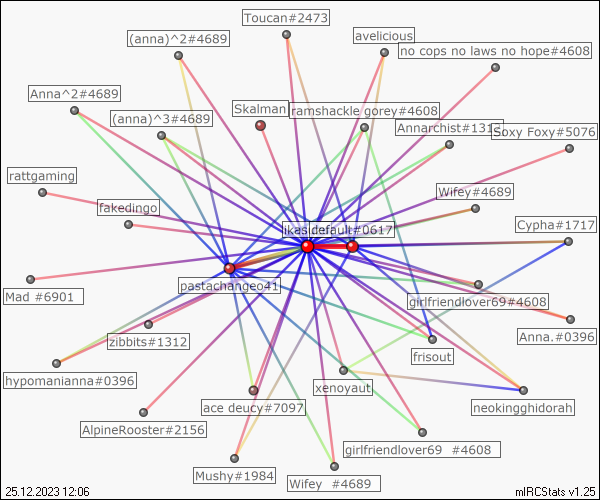 Toucan#2473
(anna)^2#4689
avelicious
no cops no laws no hope#4608
Anna^2#4689
(anna)^3#4689
Skalman
ramshackle gorey#4608
Annarchist#131
Soxy Foxy#5076
rattgaming
fakedingo
Wifey#4689
Cypha#1717
ikasidefault#0617
pastachangeo41
Mad #6901
girlfriendlover69#4608
Anna.#0396
zibbits#1312
frisout
hypomanianna#0396
xenoyaut
neokingghidorah
ace deucy#7097
AlpineRooster#2156
girlfriendlover69 #4608
Mushy#1984
Wifey #4689
25.12.2023 12:06
mIRCStats v1.25